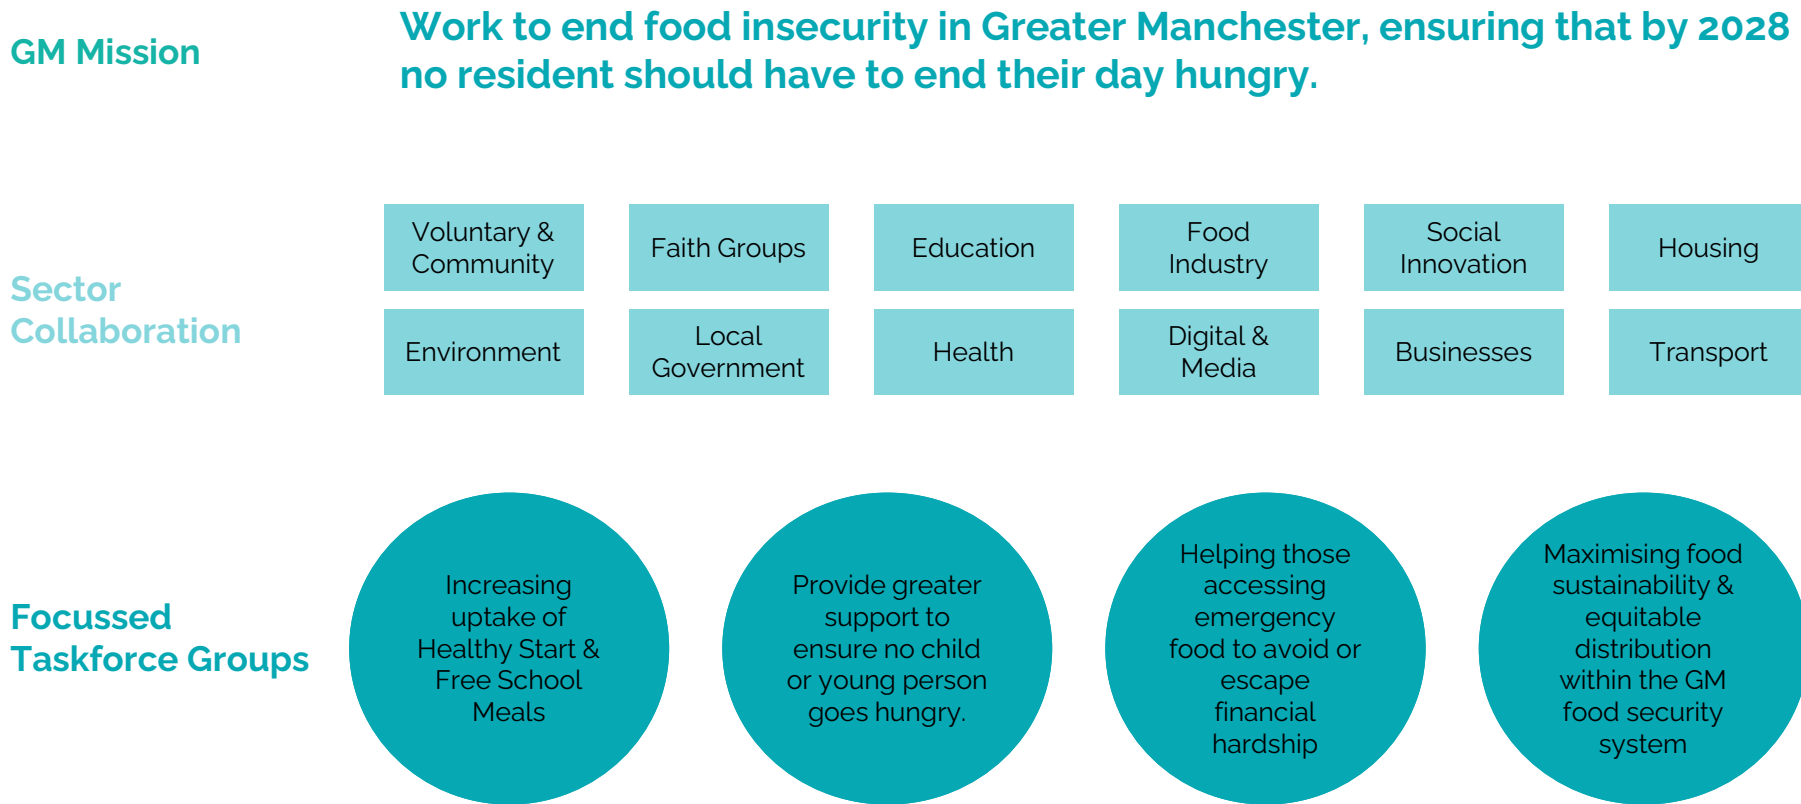 GM Mission
Work to end food insecurity in Greater Manchester, ensuring that by 2028
no resident should have to end their day hungry.
Sector
Collaboration
Voluntary &
Community
Faith Groups
Education
Food
Industry
Social
Innovation
Housing
Environment
Local
Government
Health
Digital &
Media
Businesses
Transport
Focussed
Taskforce Groups
Increasing
uptake of
Healthy Start &
Free School
Meals
Provide greater
support to
ensure no child
or young person
goes hungry.
Helping those
accessing
emergency
food to avoid or
escape
financial
hardship
Maximising food
sustainability &
equitable
distribution
within the GM
food security
system